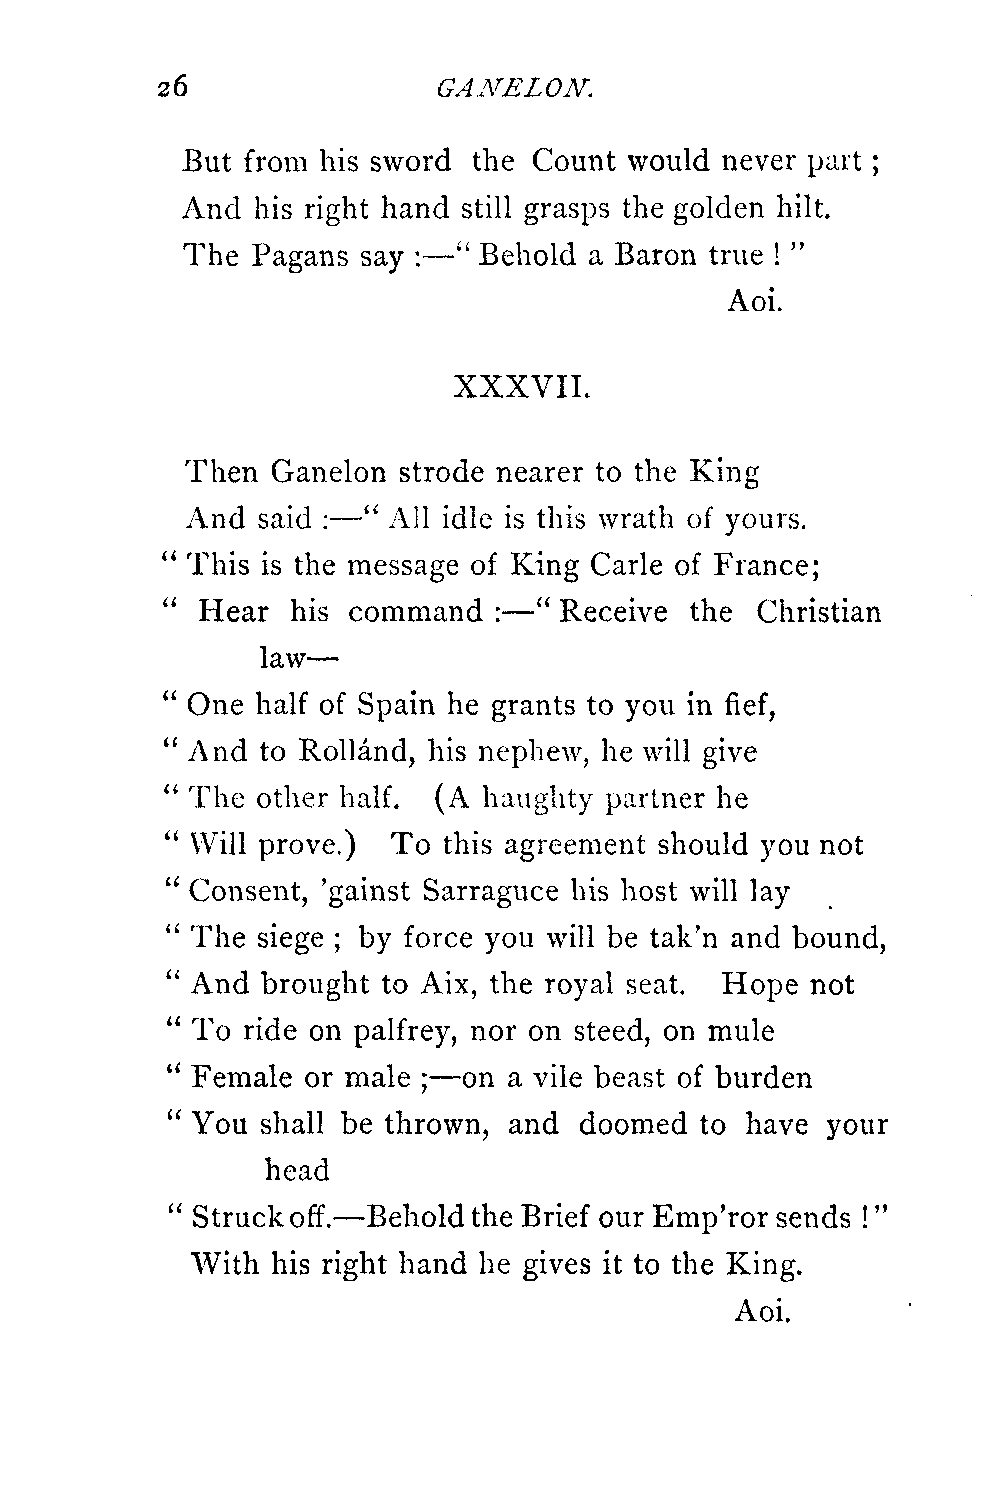 26 GANELON.
But from his sword the Count would never part ;
And his right hand still grasps the golden hilt.
The Pagans say :—“ Behold a Baron true ! ”
Aoi.
XXXVII.
Then Ganelon strode nearer to the King
And said :—“ All idle is this wrath of yours.
“ This is the message of King Carle of France;
“ Hear his command :—“ Receive the Christian
law—
“ One half of Spain he grants to you in fief,
“ And to Rollánd, his nephew, he will give
“ The other half. (A haughty partner he
“ Will prove.) To this agreement should you not
“ Consent, ’gainst Sarraguce his host will lay
“ The siege ; by force you will be tak’n and bound,
“ And brought to Aix, the royal seat. Hope not
“ To ride on palfrey, nor on steed, on mule
“ Female or male ;—on a vile beast of burden
“ You shall be thrown, and doomed to have your
head
“ Struck off.—Behold the Brief our Emp’ror sends ! ”
With his right hand he gives it to the King.
Aoi.